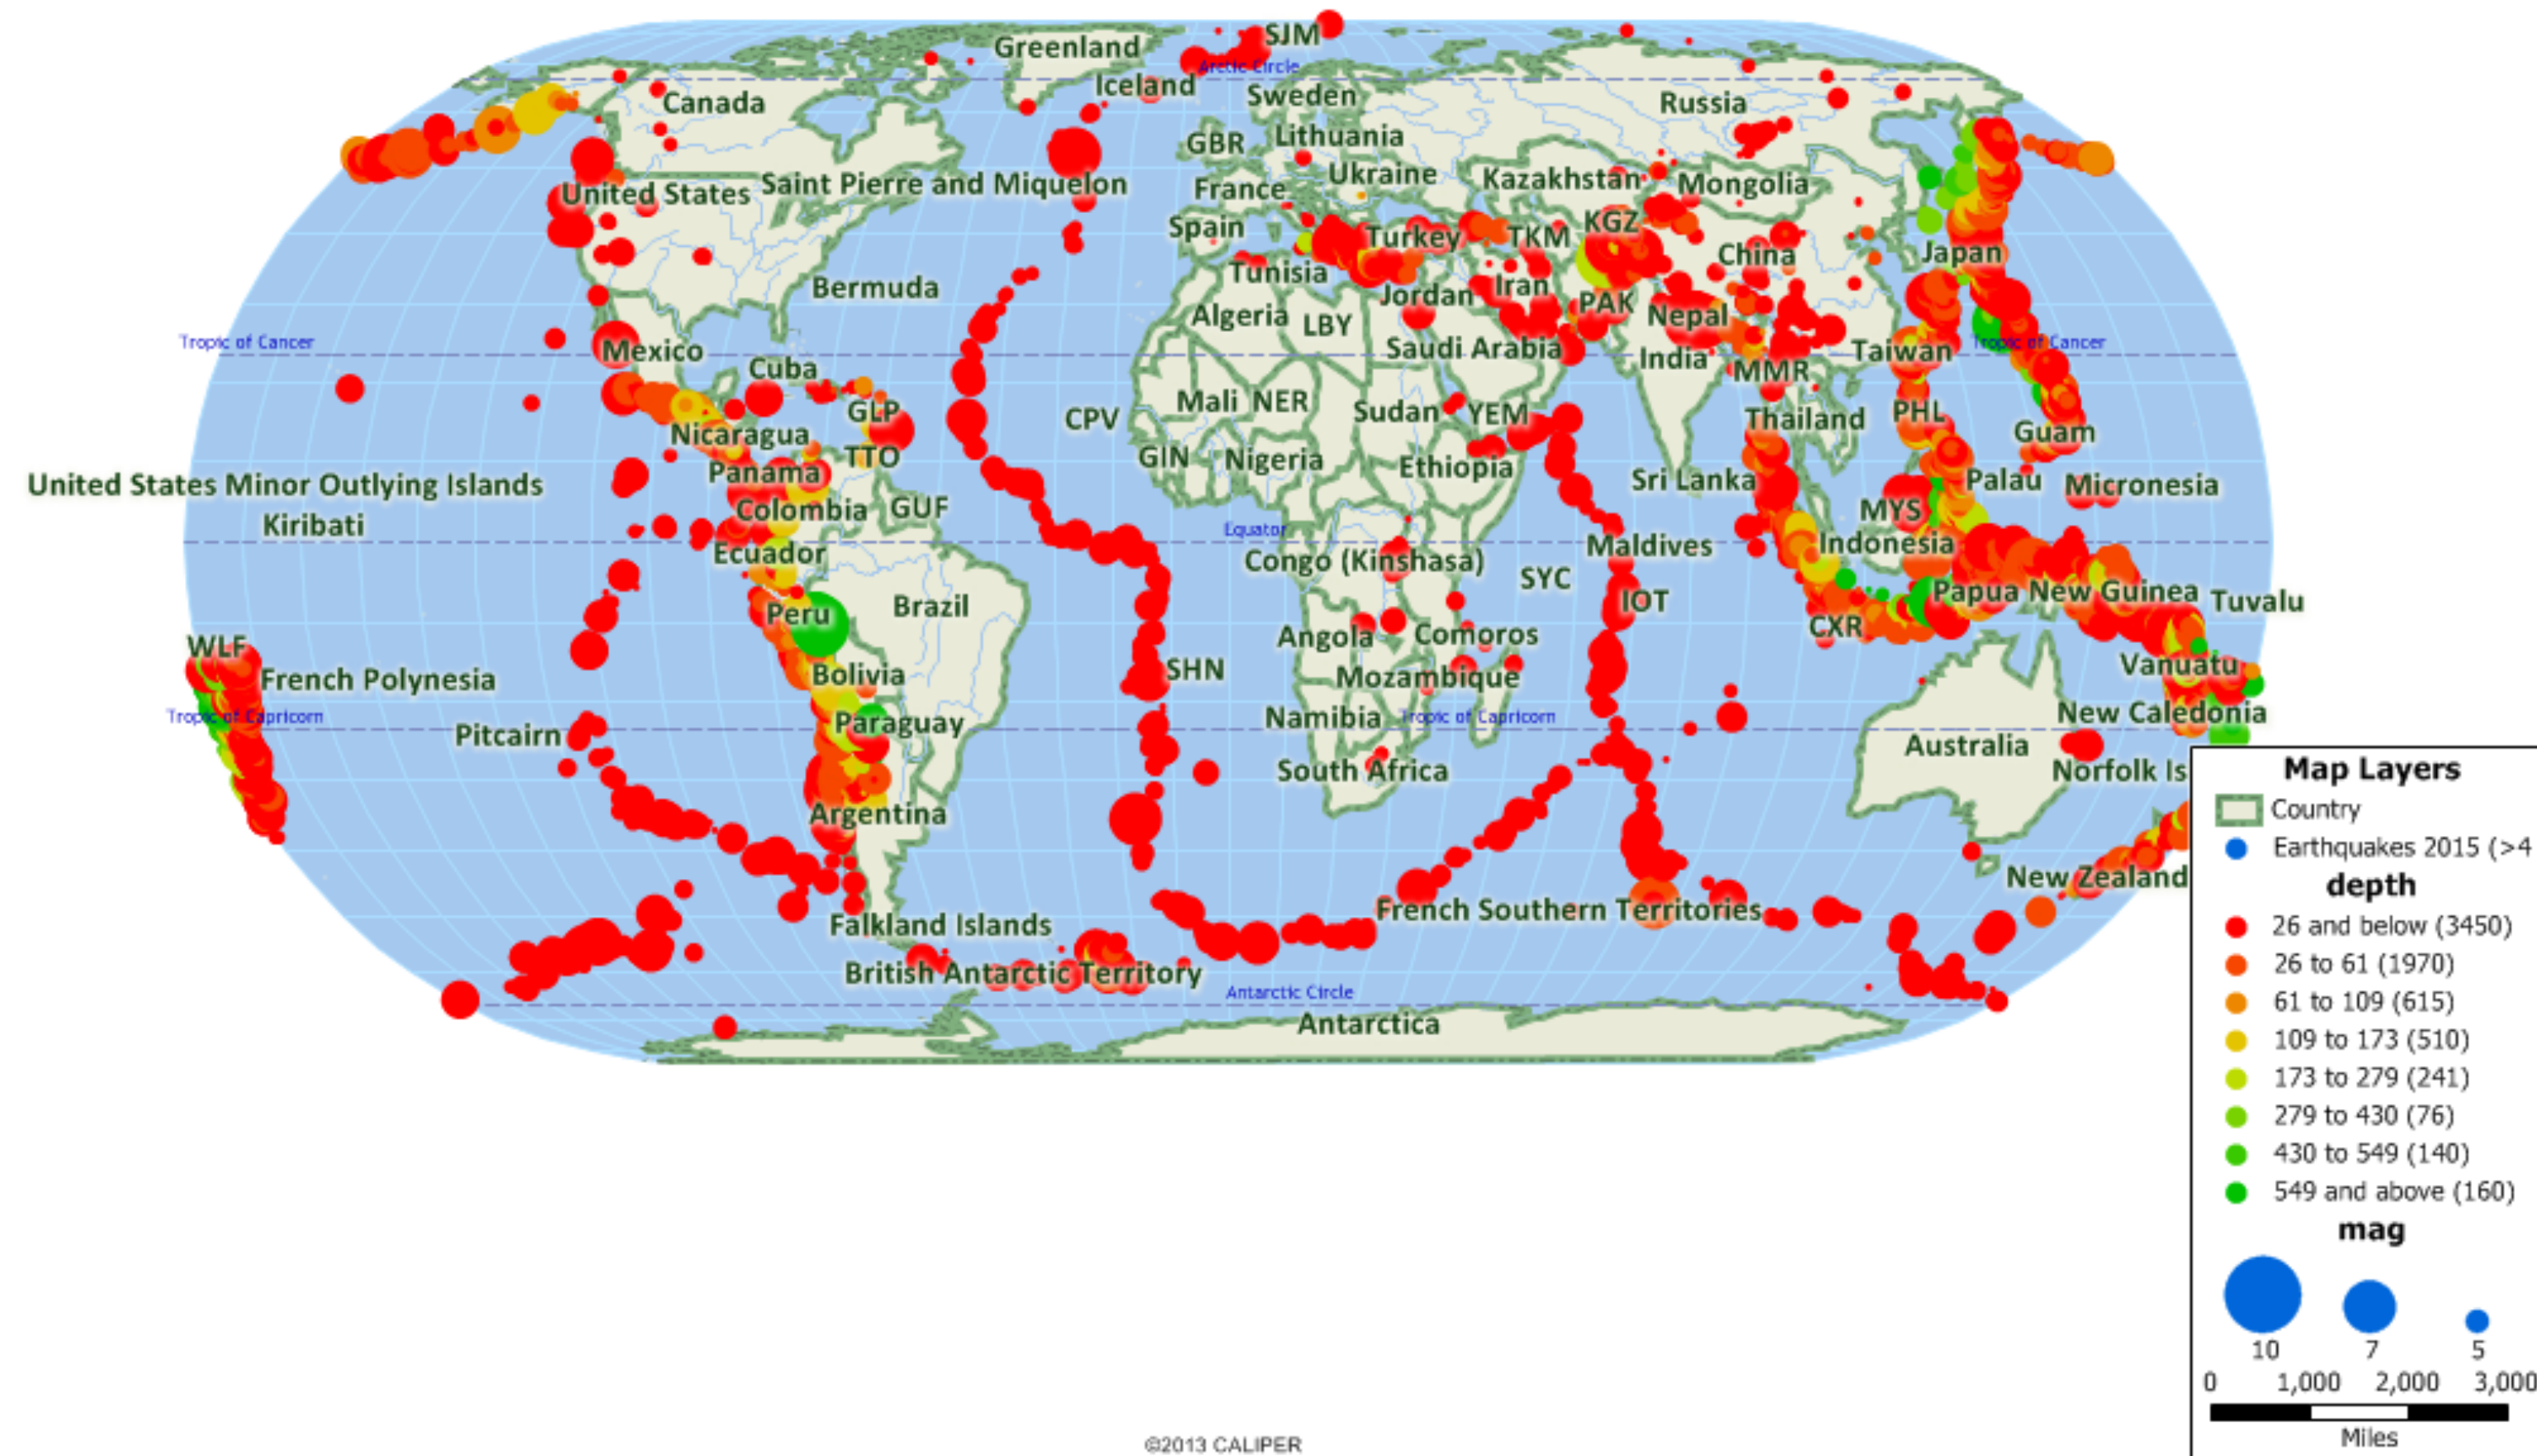 Greenland
SJM
Arctic Circle
Iceland
Canada
Sweden
Russia
GBR
Lithuania
Ukraine
France
Kazakhstan
Mongolia
United States
Saint Pierre and Miquelon
Spain
Turkey
TKM
KGZ
China
Japan
Tunisia
Bermuda
Jordan
Iran
PAK
Nepal
Algeria
LBY
Tropic of Cancer
Mexico
Cuba
Saudi Arabia
India
MMR
Taiwan
Tropic of Cancer
GLP
CPV
Mali
NER
Sudan
YEM
Thailand
PHL
Guam
Nicaragua
TTO
GIN
Nigeria
Ethiopia
Panama
Sri Lanka
Palau
Micronesia
United States Minor Outlying Islands
Kiribati
Colombia
GUF
MYS
Equator
Ecuador
Congo (Kinshasa)
Maldives
Indonesia
SYC
IOT
Peru
Brazil
Papua New Guinea
Tuvalu
CXR
Angola
Comoros
WLF
French Polynesia
Bolivia
SHN
Mozambique
Vanuatu
Tropic of Capricorn
Pitcairn
Paraguay
Namibia
Tropic of Capricorn
New Caledonia
Australia
South Africa
Norfolk Is
Argentina
New Zealand
Falkland Islands
French Southern Territories
British Antarctic Territory
Antarctic Circle
Antarctica
Map Layers
Country
Earthquakes 2015 (>4
depth
26 and below (3450)
26 to 61 (1970)
61 to 109 (615)
109 to 173 (510)
173 to 279 (241)
279 to 430 (76)
430 to 549 (140)
549 and above (160)
mag
10 7 5
0 1,000 2,000 3,000
Miles
©2013 CALIPER